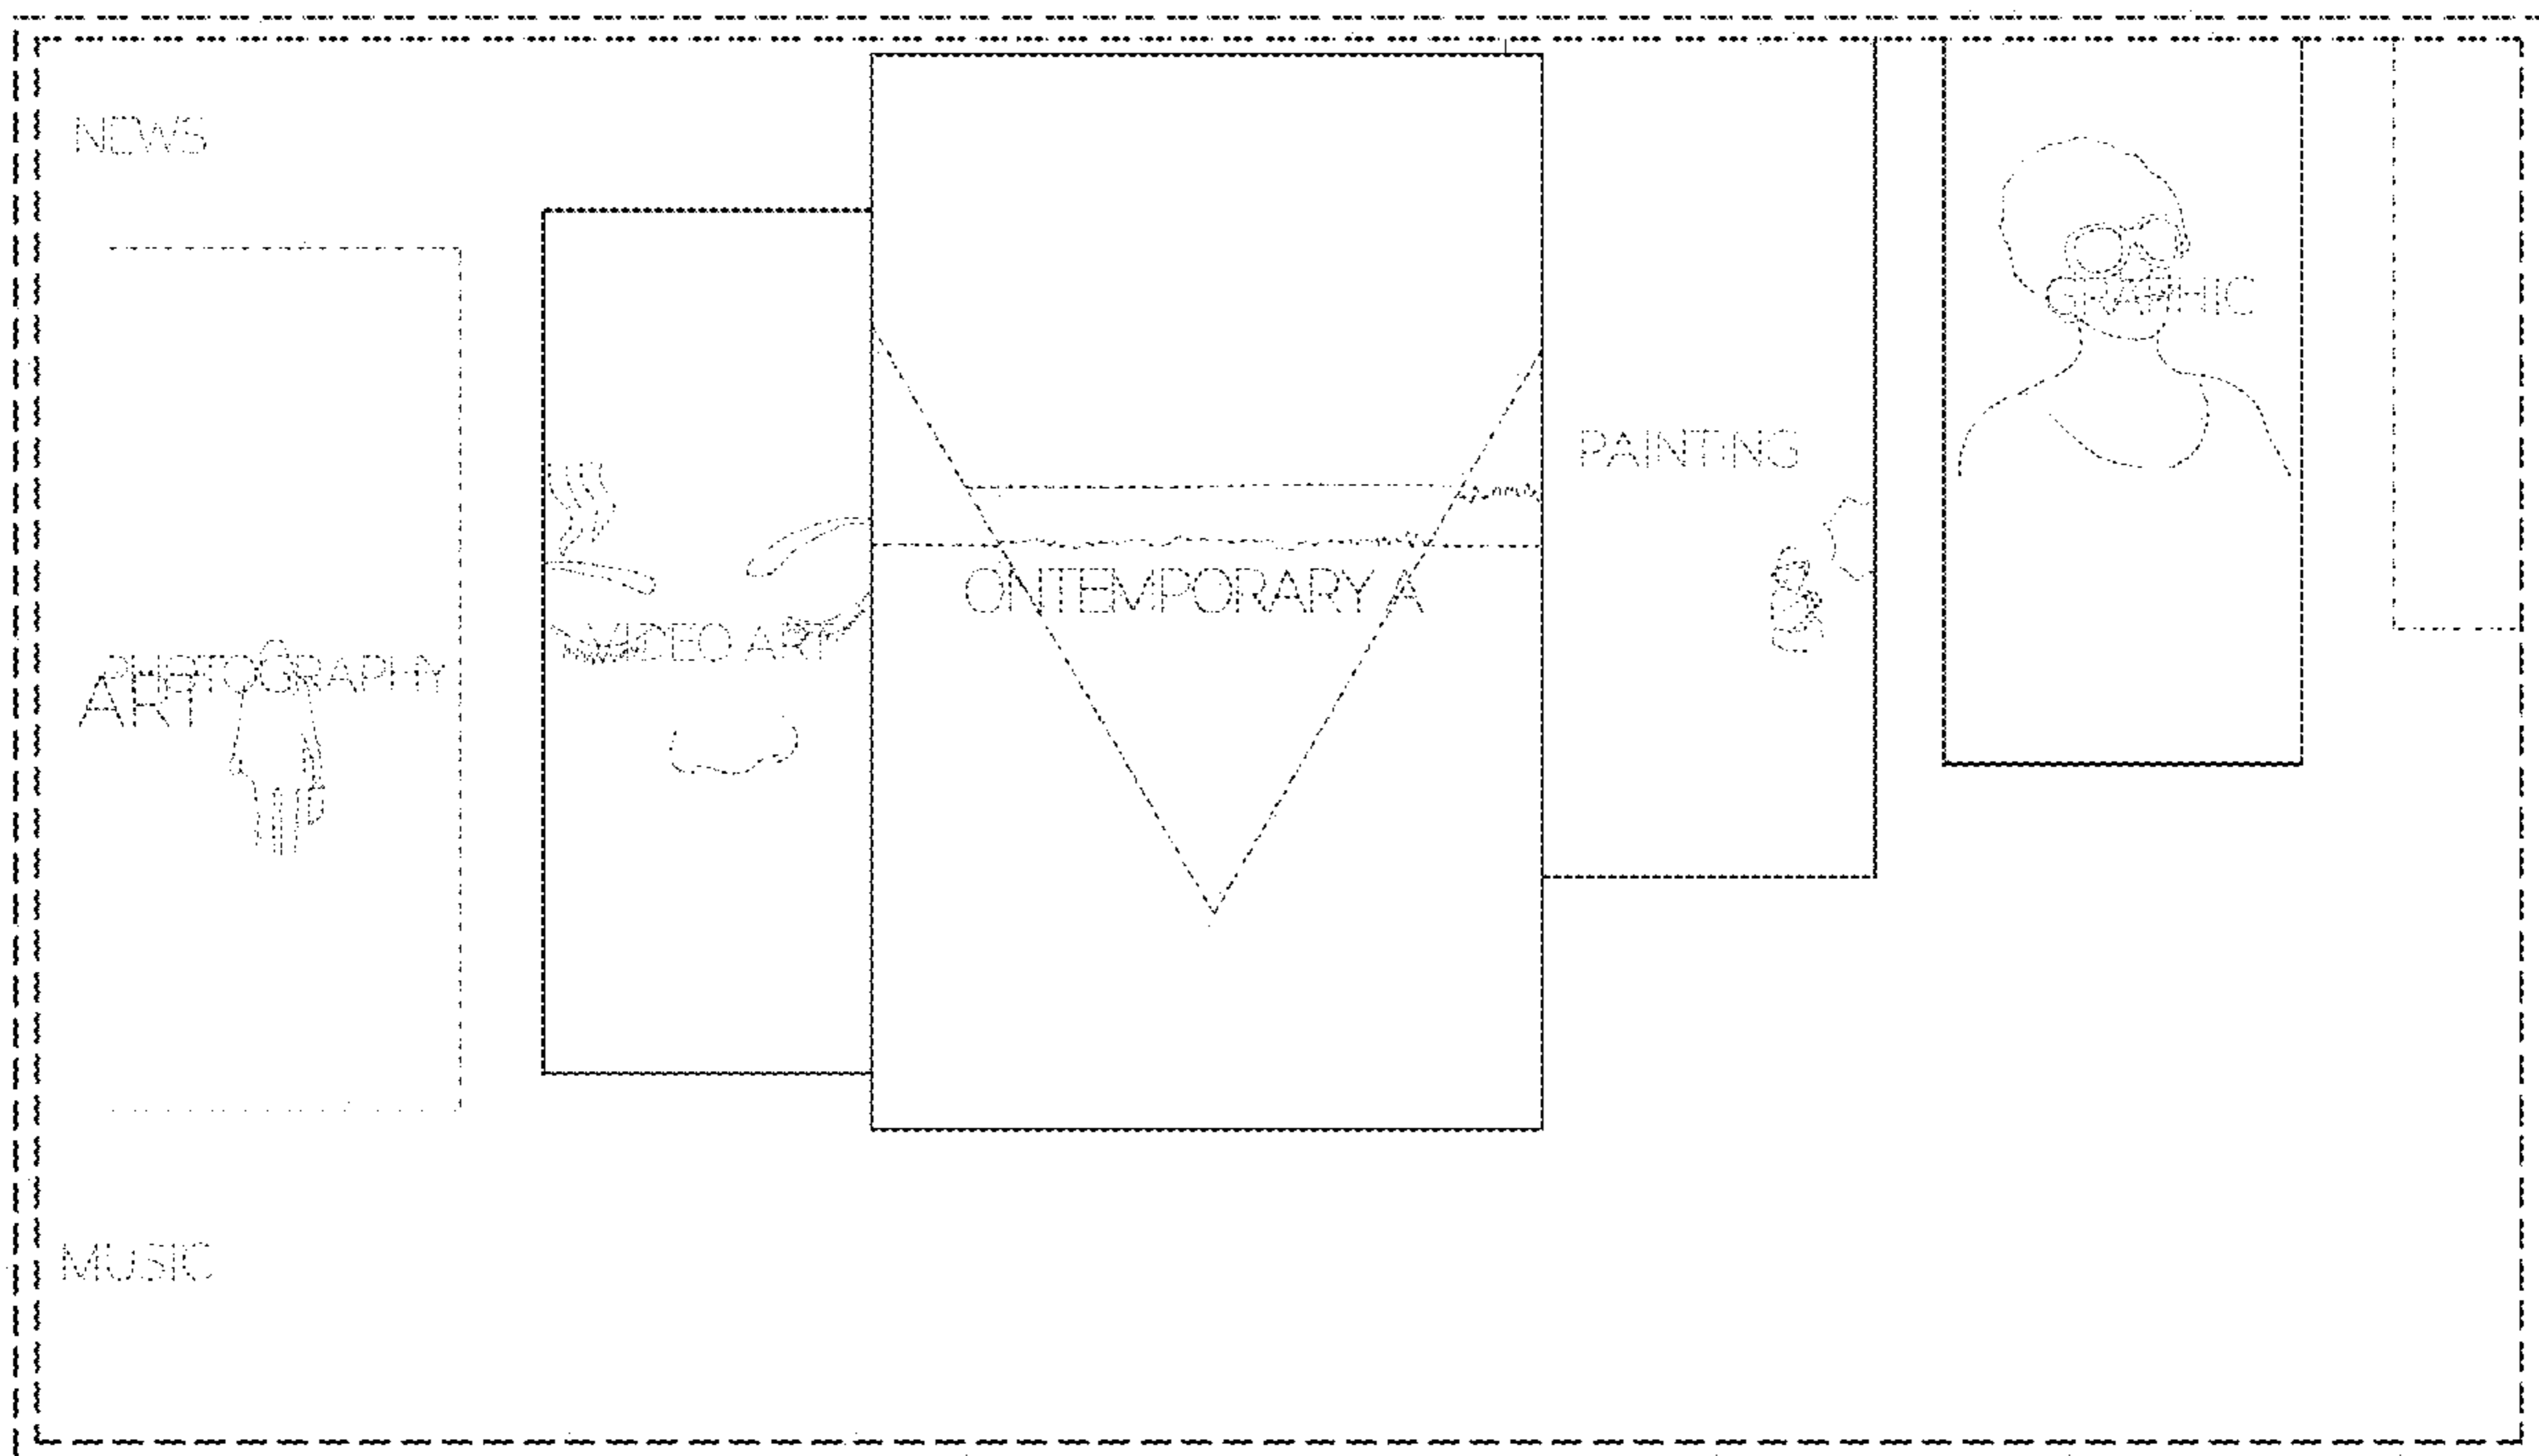 NEWS
GRAPHIC
PAINTING
ONTEMPORARY A
VIDEO ART
PHOTOGRAPHY
ART
MUSIC